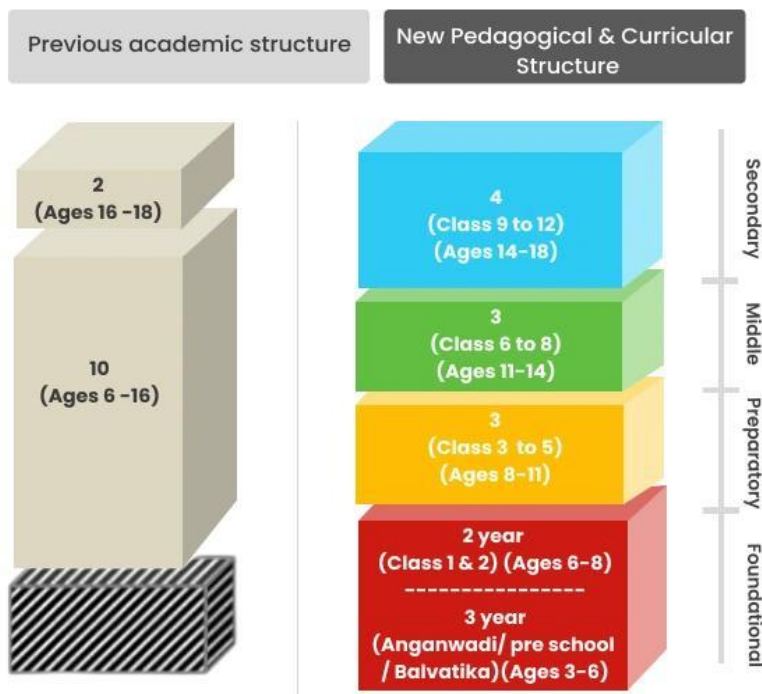 Previous academic structure
New Pedagogical & Curricular
Structure
2
(Ages 16 -18)
10
(Ages 6 -16)
4
(Class 9 to 12)
(Ages 14-18)
3
(Class 6 to 8)
(Ages 11-14)
3
(Class 3 to 5)
(Ages 8-11)
2 year
(Class 1 & 2) (Ages 6-8)
-----------------
3 year
(Anganwadi/ pre school
/ Balvatika)(Ages 3-6)
Secondary
Middle
Preparatory
Foundational